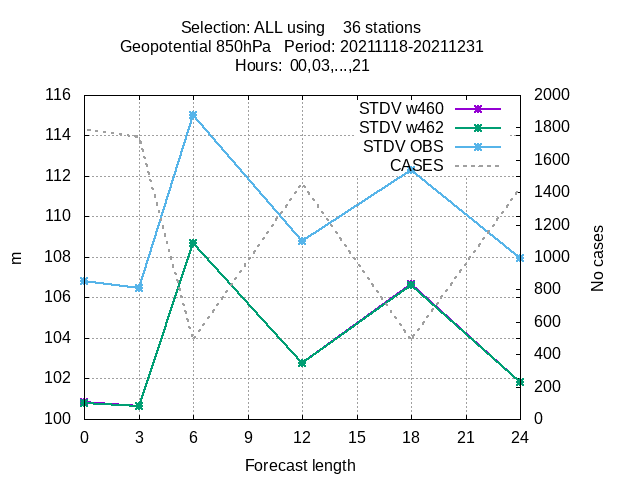 Selection: ALL using 36 stations
Geopotential 850hPa Period: 20211118-20211231
Hours: 00,03,...,21
116
114
112
110
108
106
104
102
100
m
2000
1800
1600
1400
1200
1000
800
600
400
200
0
No cases
STDV w460
STDV w462
STDV OBS
CASES
0 3 6 9 12 15 18 21 24
Forecast length